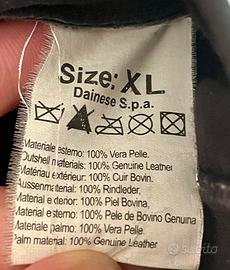 Size: XL
Dainese S.p.a.
Materiale esterno: 100% Vera Pelle.
Outshell materials: 100% Genuine Leather
Matériau extérieur: 100% Cuir Bovin.
Aussenmaterial: 100% Rindleder,
Material exterior: 100% Piel Bovina,
Material exterior: 100% Pele de Bovino Genuina
Materiale palmo: 100% Vera Pelle.
Palm material: 100% Genuine Leather
subito